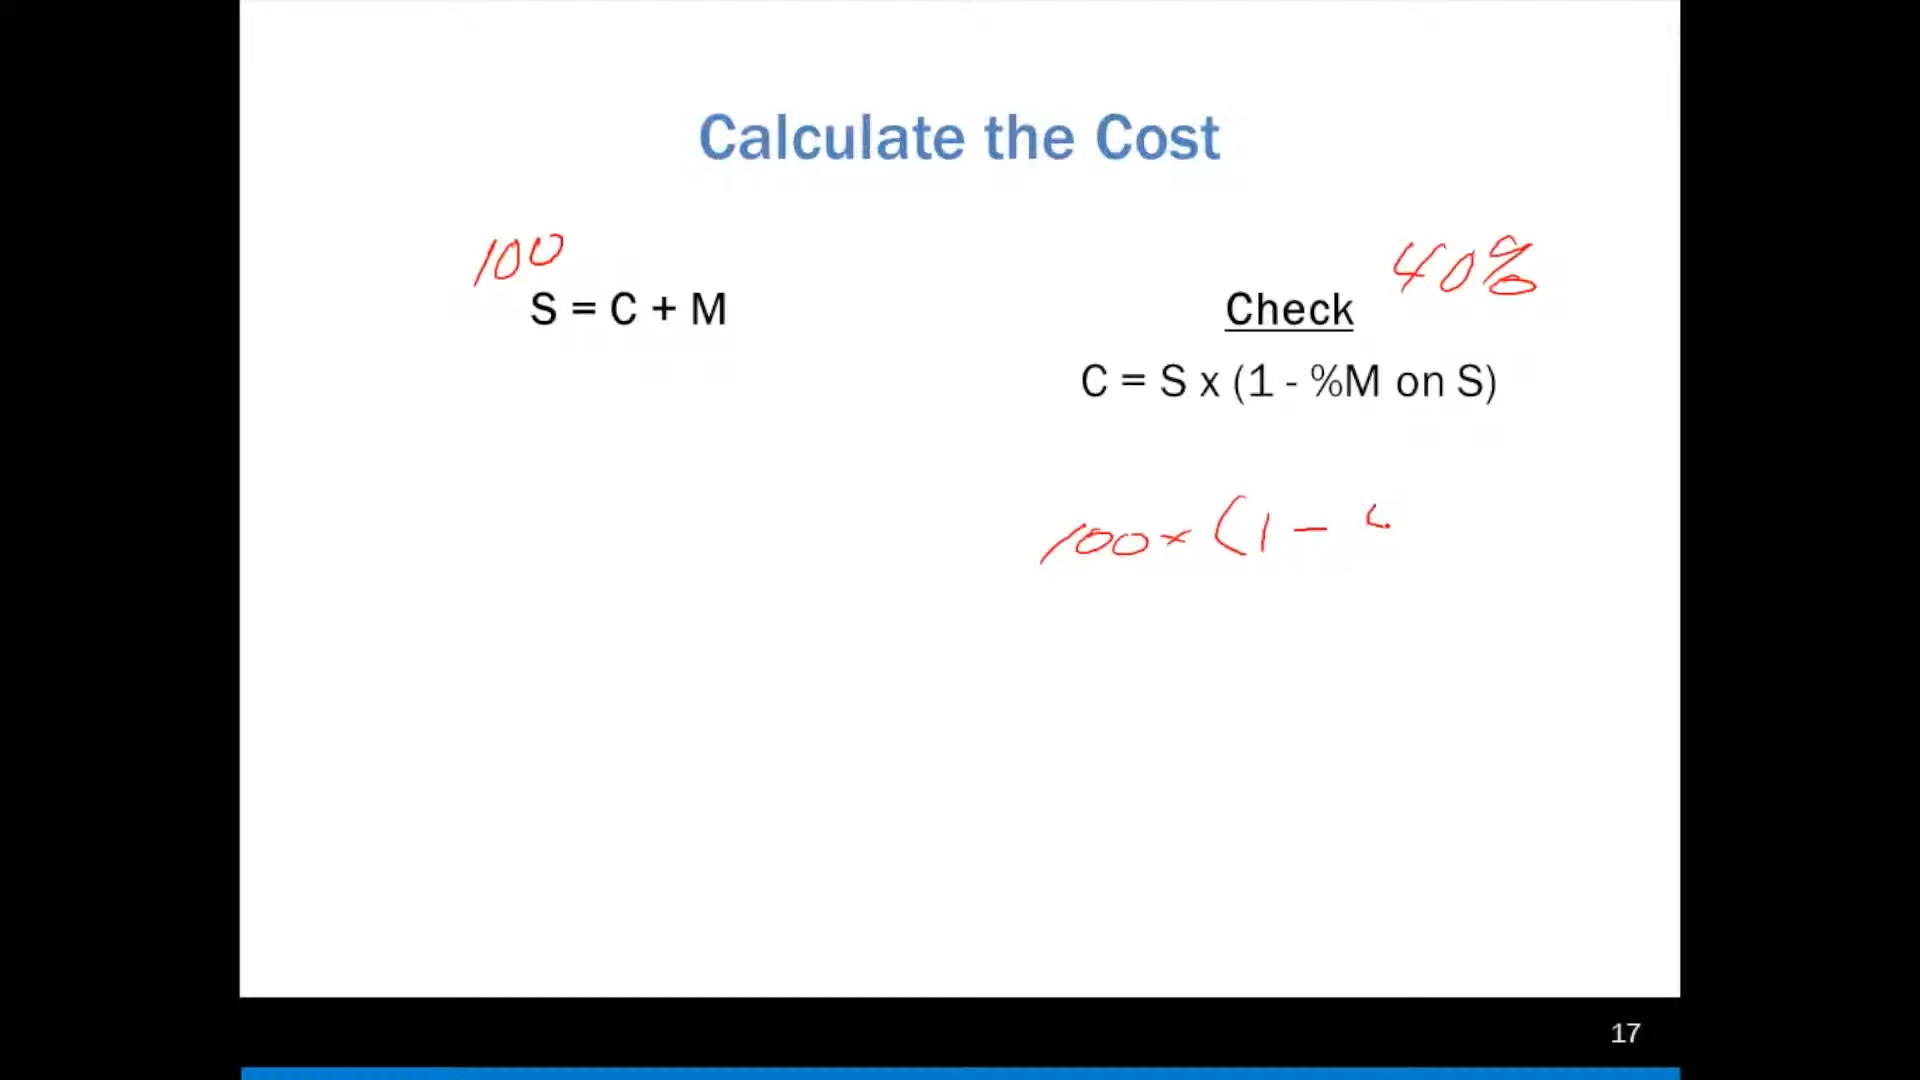 Calculate the Cost
100
S = C + M
40%
Check
C = S x (1 - %M on S)
100 x (1 -
17